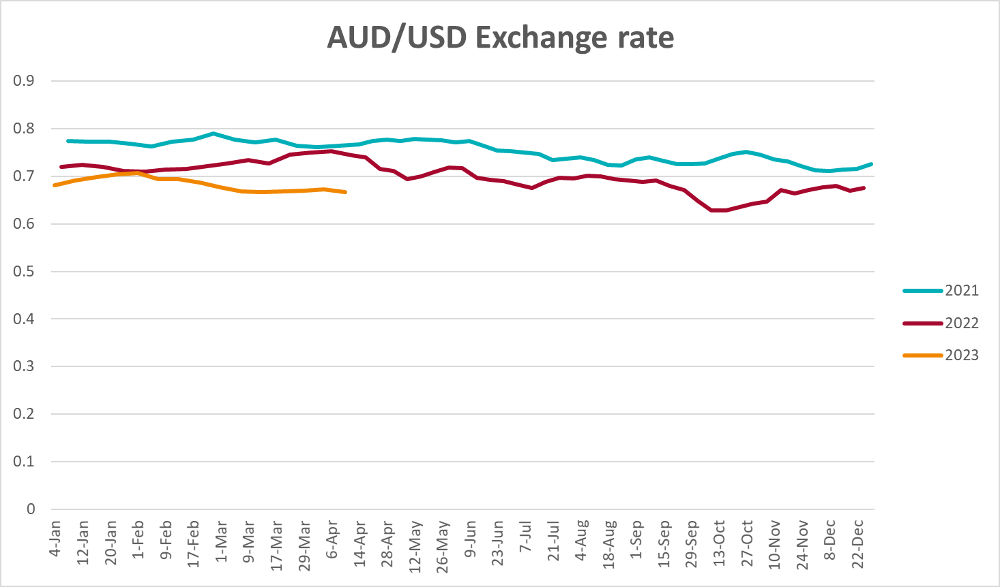 AUD/USD Exchange rate
0.9
0.8
0.7
0.6
0.5
0.4
0.3
0.2
0.1
0
4-Jan
12-Jan
20-Jan
1-Feb
9-Feb
17-Feb
1-Mar
9-Mar
17-Mar
29-Mar
6-Apr
14-Apr
28-Apr
12-May
26-May
9-Jun
23-Jun
7-Jul
21-Jul
4-Aug
18-Aug
1-Sep
15-Sep
29-Sep
13-Oct
27-Oct
10-Nov
24-Nov
8-Dec
22-Dec
2021
2022
2023